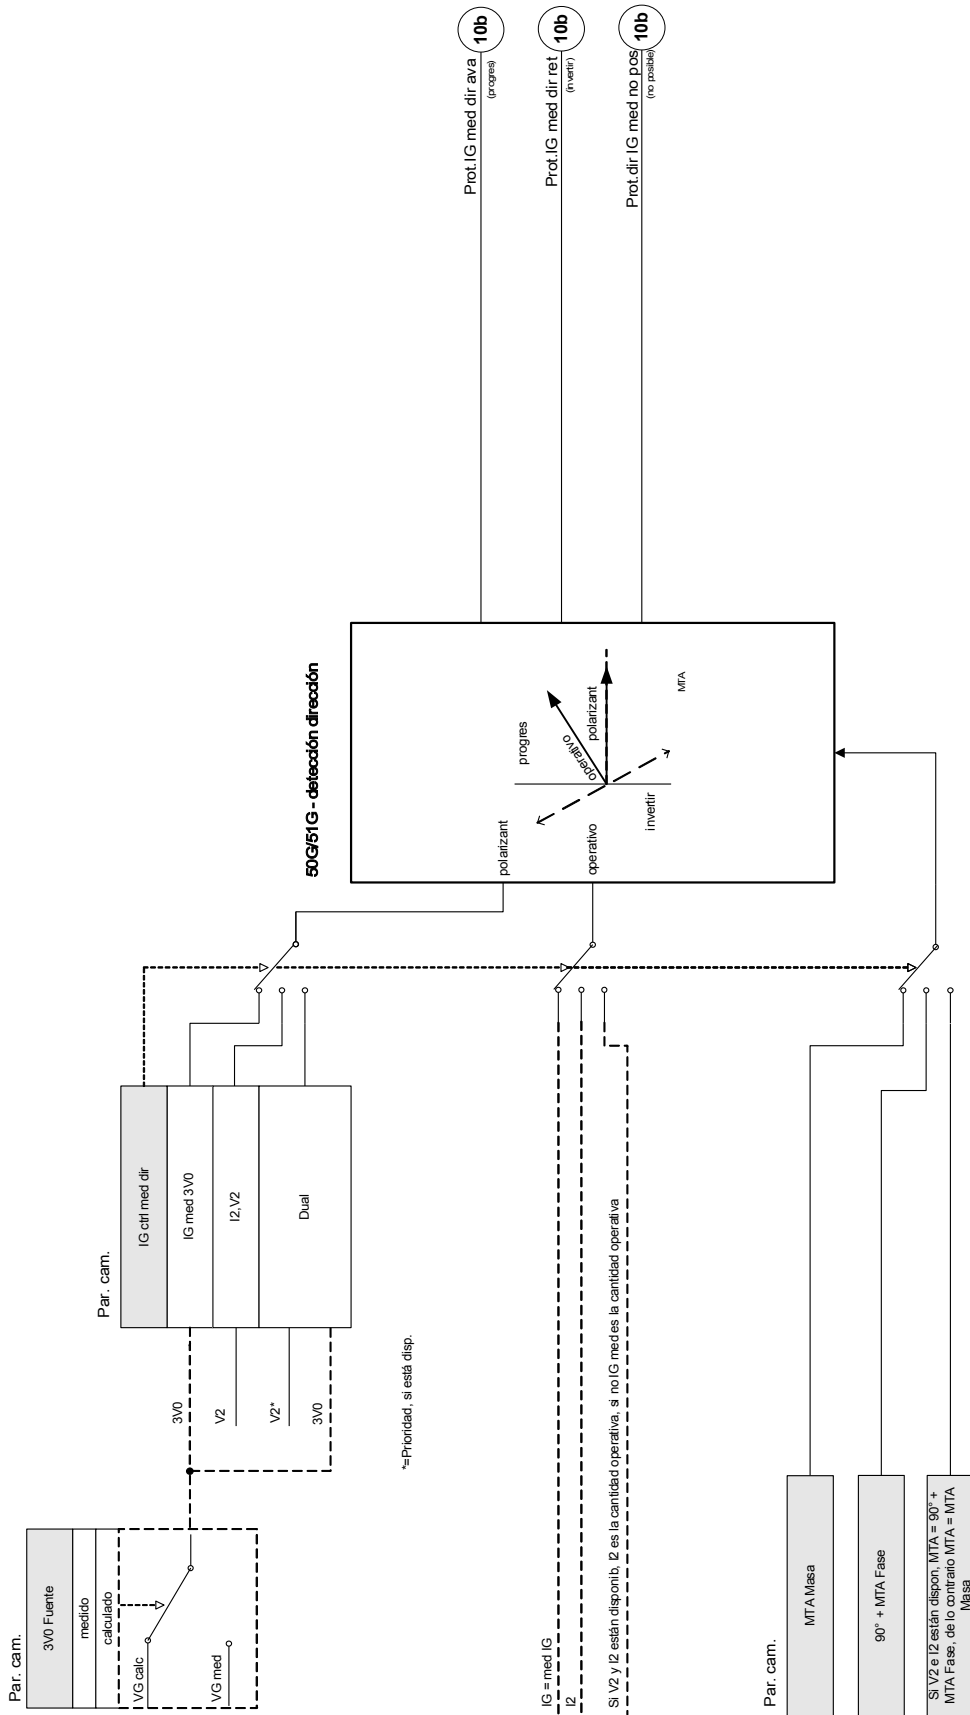 Par. cam.
3V0 Fuente
medido
calculado
VG calc
VG med
Par. cam.
IG ctrl med dir
IG med 3V0
I2,V2
Dual
3V0
V2
V2*
3V0
*=Prioridad, si está disp.
50G/51G - detección dirección
polarizant
operativo
progres
operativo
polarizant
invertir
MTA
Prot.IG med dir ava
(progres)
10b
Prot.IG med dir ret
(invertir)
10b
Prot.dir IG med no pos
(no posible)
10b
IG = med IG
I2
Si V2 y I2 están disponib, I2 es la cantidad operativa, si no IG med es la cantidad operativa
Par. cam.
MTA Masa
90° + MTA Fase
Si V2 e I2 están dispon, MTA = 90° +
MTA Fase, de lo contrario MTA = MTA
Masa